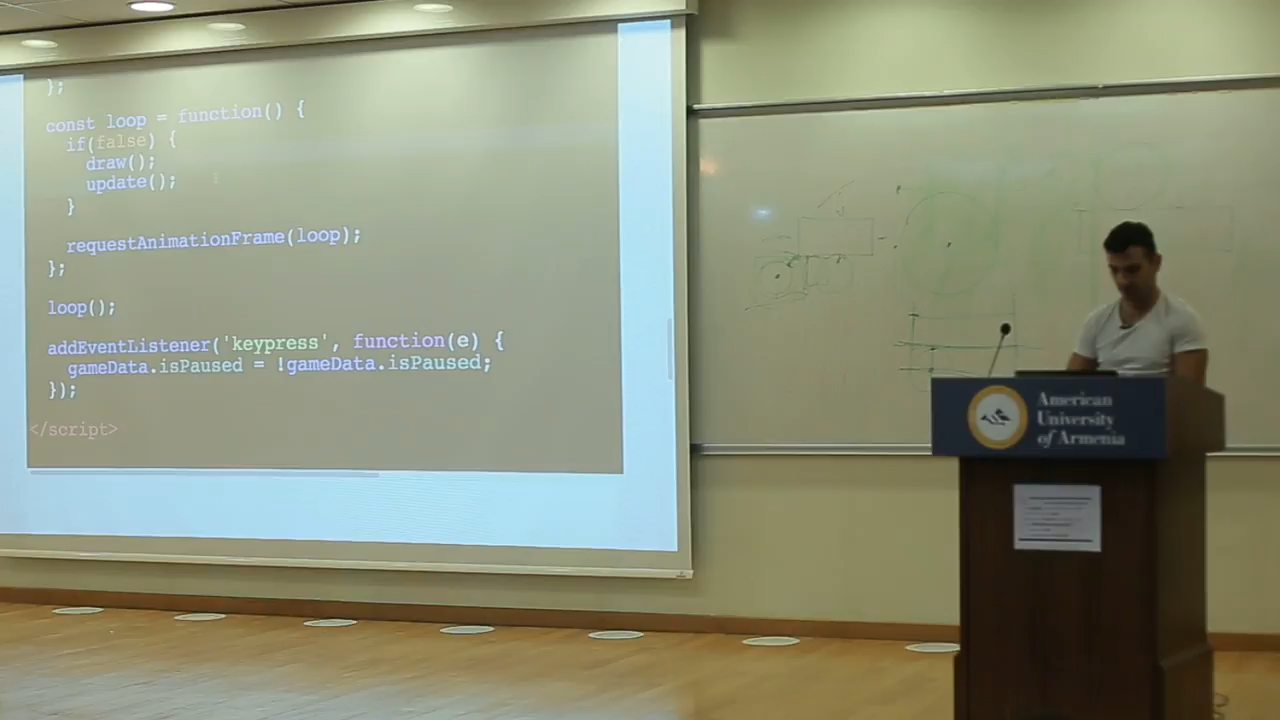 };
const loop = function() {
if(false) {
draw();
update();
}
requestAnimationFrame(loop);
};
loop();
addEventListener('keypress', function(e) {
gameData.isPaused = !gameData.isPaused;
});
</script>
American
University
of Armenia